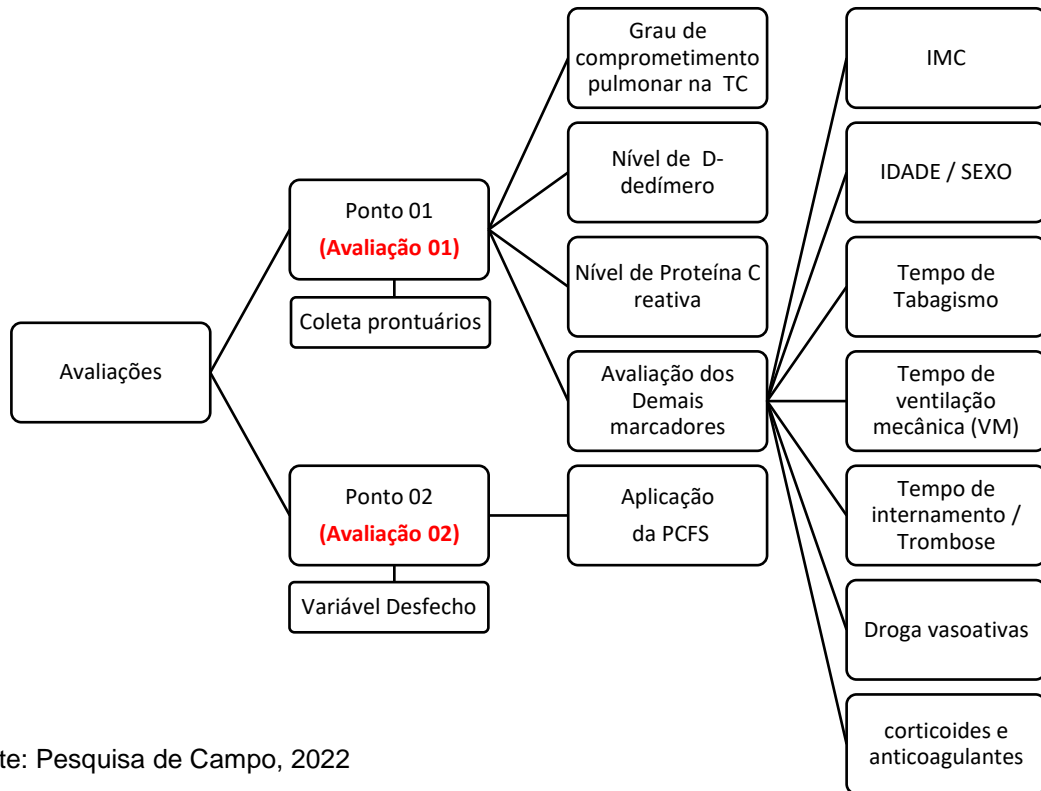 Avaliações
Ponto 01
(Avaliação 01)
Coleta prontuários
Ponto 02
(Avaliação 02)
Variável Desfecho
Grau de
comprometimento
pulmonar na TC
Nível de D-
dedímero
Nível de Proteína C
reativa
Avaliação dos
Demais
marcadores
Aplicação
da PCFS
IMC
IDADE / SEXO
Tempo de
Tabagismo
Tempo de
ventilação
mecânica (VM)
Tempo de
internamento /
Trombose
Droga vasoativas
corticoides e
anticoagulantes
te: Pesquisa de Campo, 2022